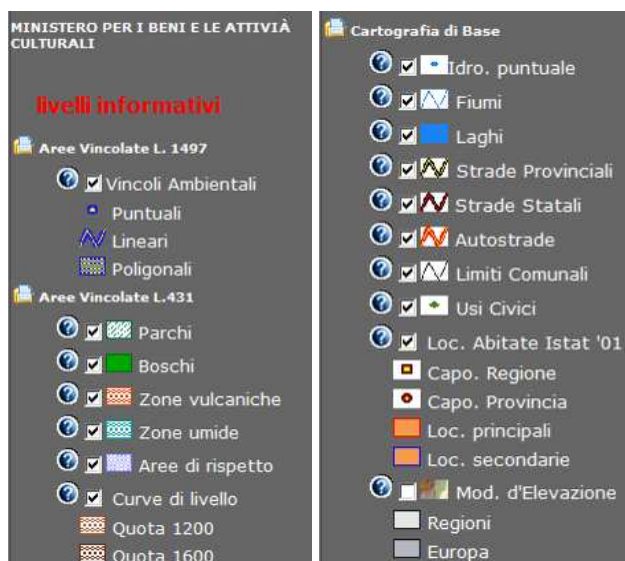 MINISTERO PER I BENI E LE ATTIVIÀ
CULTURALI
livelli informativi
Aree Vincolate L. 1497
Vincoli Ambientali
Puntuali
Lineari
Poligonali
Aree Vincolate L.431
Parchi
Boschi
Zone vulcaniche
Zone umide
Aree di rispetto
Curve di livello
Quota 1200
Quota 1600
Cartografia di Base
Idro. puntuale
Fiumi
Laghi
Strade Provinciali
Strade Statali
Autostrade
Limiti Comunali
Usi Civici
Loc. Abitate Istat '01
Capo. Regione
Capo. Provincia
Loc. principali
Loc. secondarie
Mod. d'Elevazione
Regioni
Europa